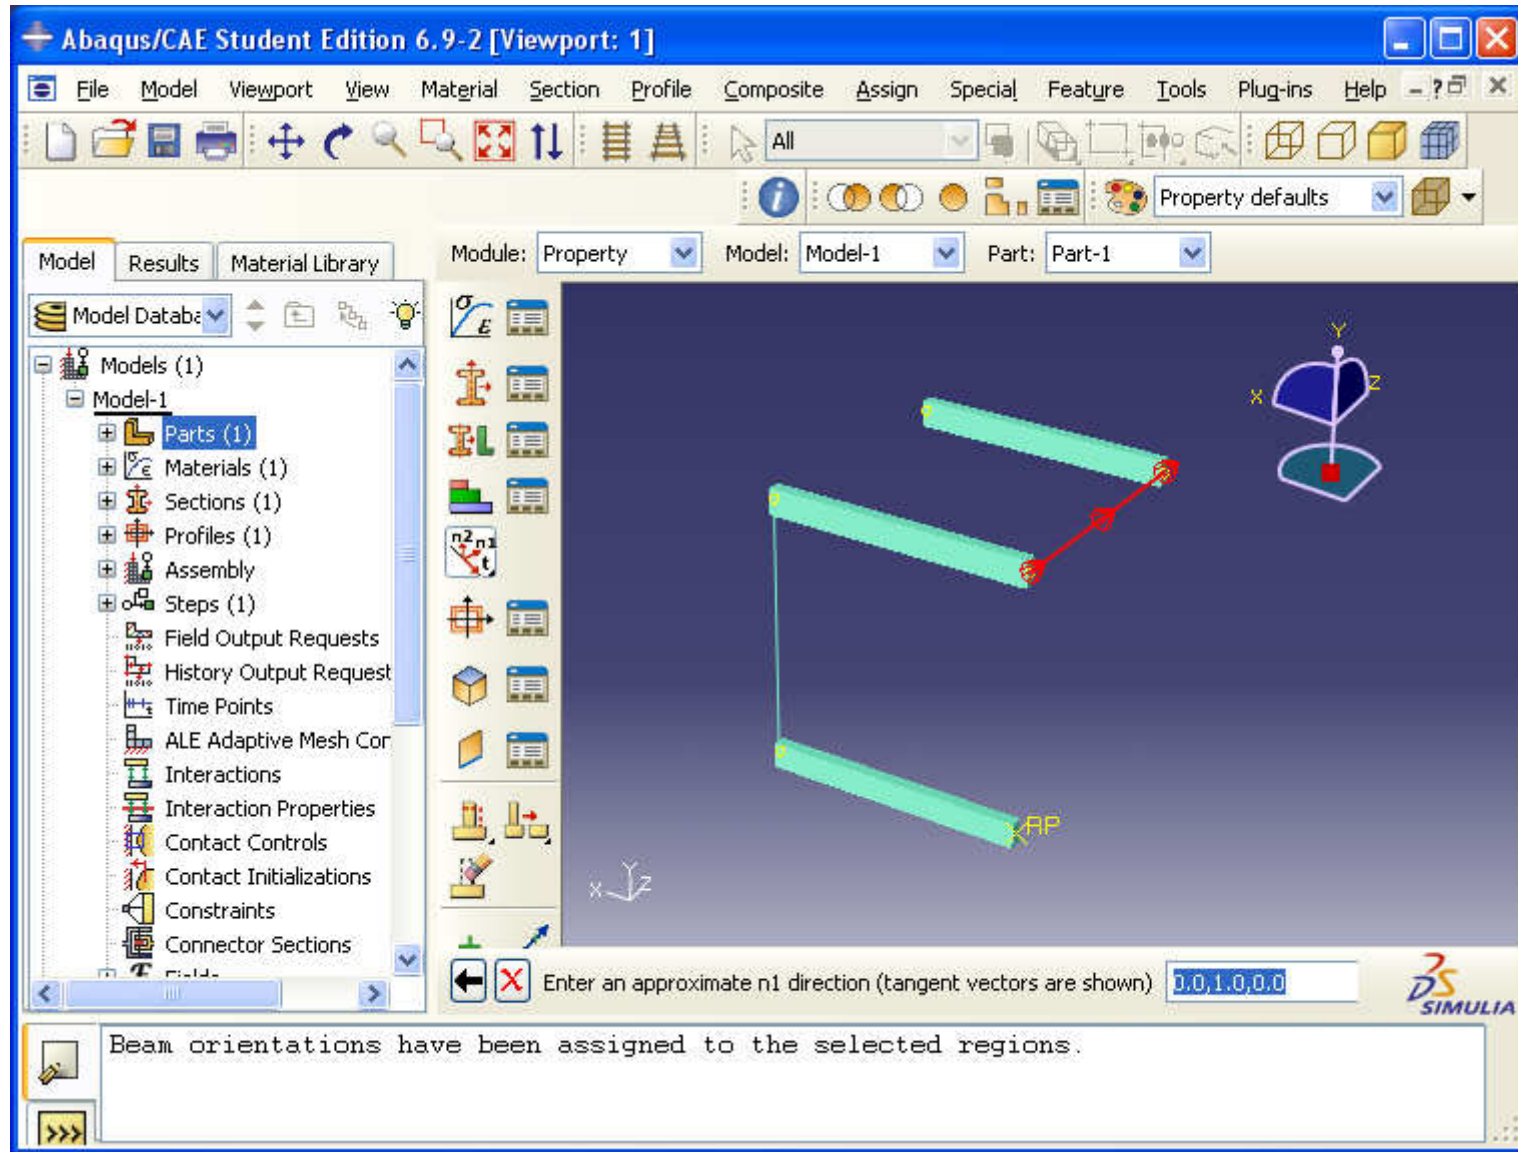 Abaqus/CAE Student Edition 6.9-2 [Viewport: 1]
File Model Viewport View Material Section Profile Composite Assign Special Feature Tools Plug-ins Help
All
Property defaults
Model Results Material Library
Module: Property Model: Model-1 Part: Part-1
Model Databa
σ ε
Models (1)
Model-1
Parts (1)
Materials (1)
Sections (1)
Profiles (1)
Assembly
Steps (1)
Field Output Requests
History Output Request
Time Points
ALE Adaptive Mesh Cor
Interactions
Interaction Properties
Contact Controls
Contact Initializations
Constraints
Connector Sections
n2 n1 t
Y
X Z
RP
Y
X Z
Enter an approximate n1 direction (tangent vectors are shown) 0.0,1.0,0.0
SIMULIA
Beam orientations have been assigned to the selected regions.
>>>